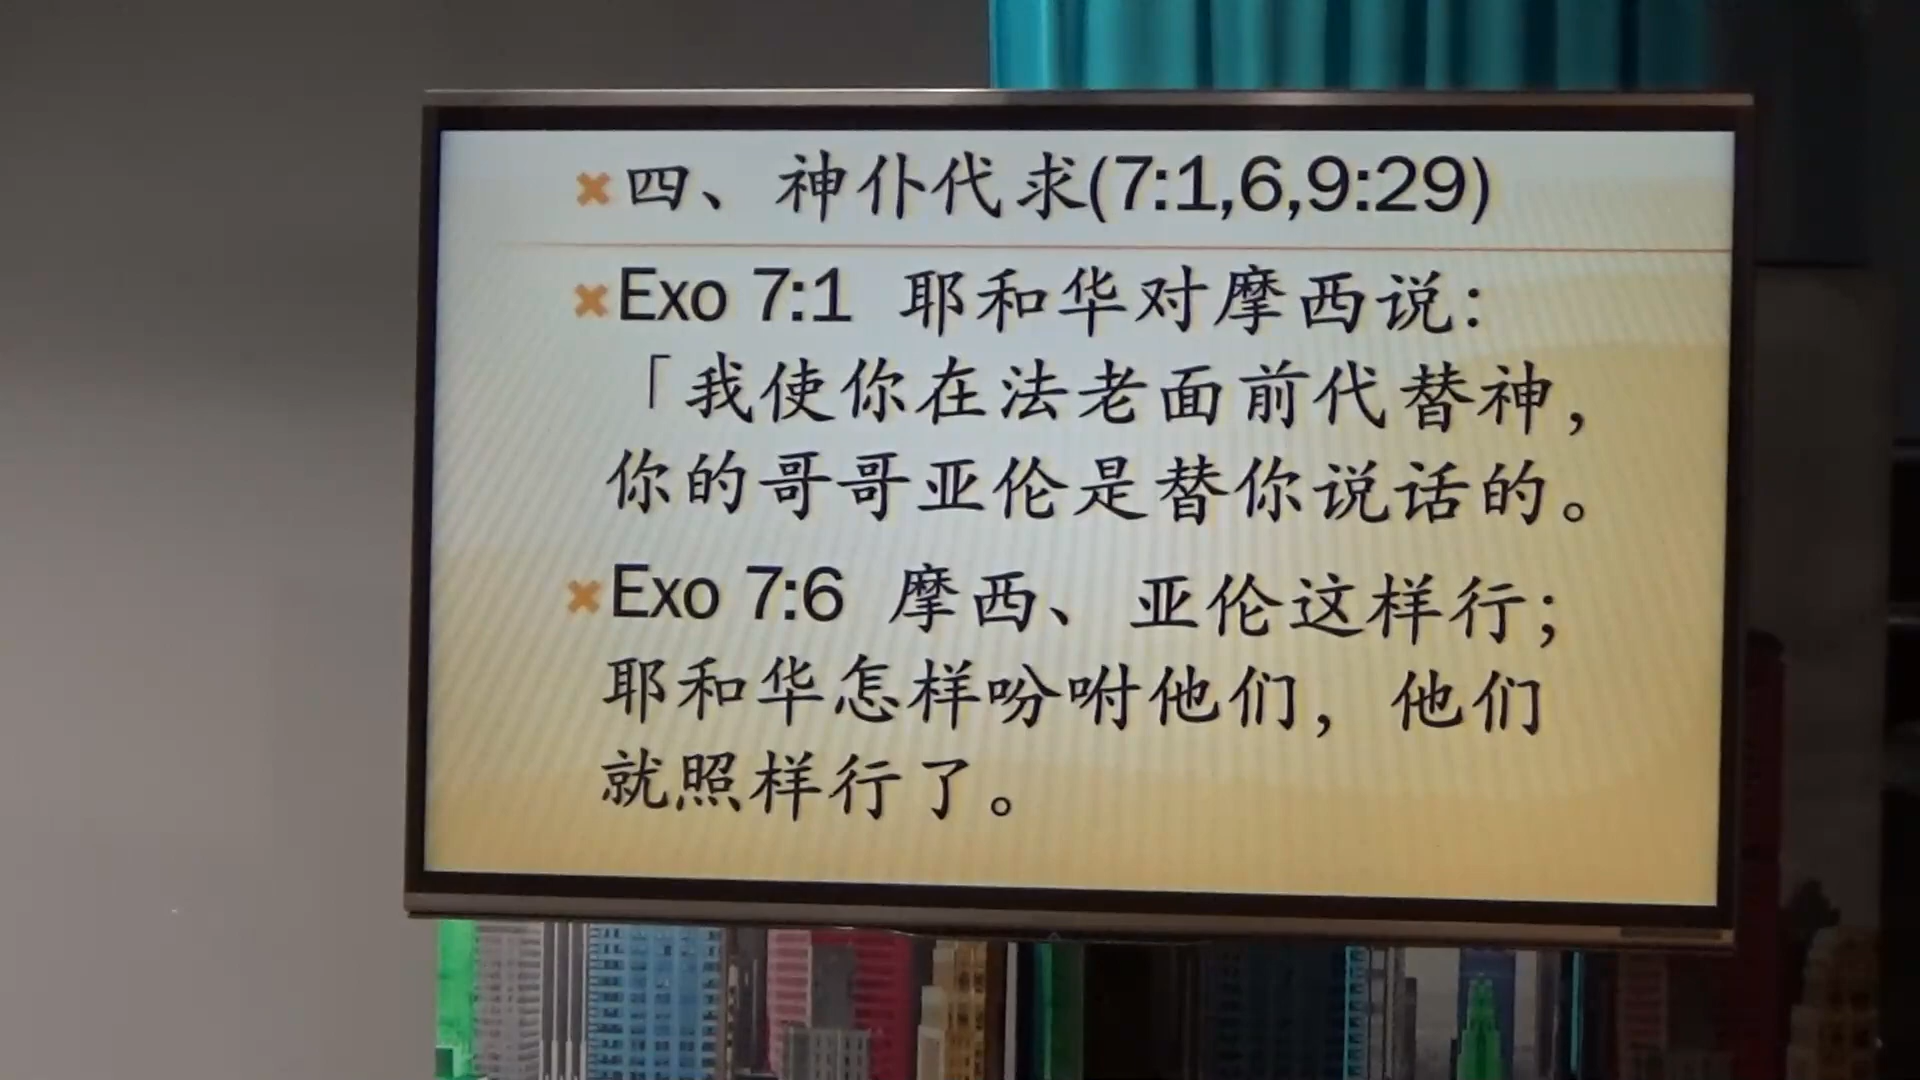 四、神仆代求(7:1,6,9:29)
Exo 7:1 耶和华对摩西说：
「我使你在法老面前代替神，
你的哥哥亚伦是替你说话的。
Exo 7:6 摩西、亚伦这样行；
耶和华怎样吩咐他们，他们
就照样行了。